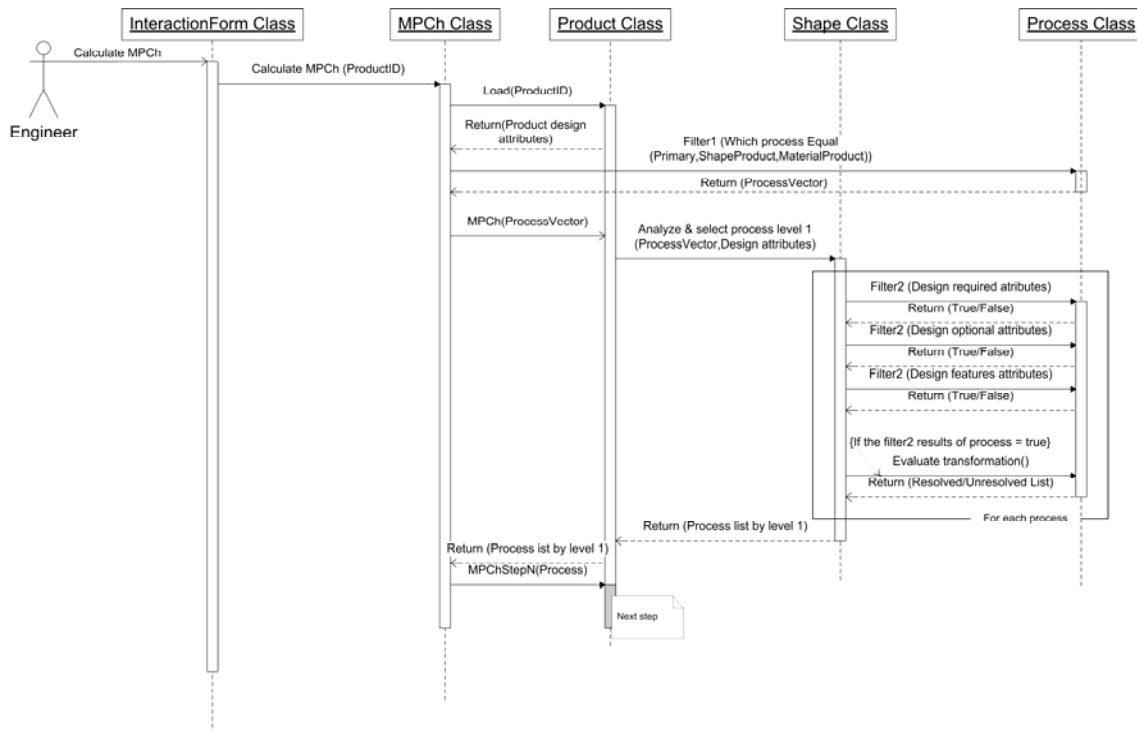 InteractionForm Class
MPCh Class
Product Class
Shape Class
Process Class
Calculate MPCh
Engineer
Calculate MPCh (ProductID)
Load(ProductID)
Return(Product design
attributes)
Filter1 (Which process Equal
(Primary,ShapeProduct,MaterialProduct))
Return (ProcessVector)
MPCh(ProcessVector)
Analyze & select process level 1
(ProcessVector,Design attributes)
Filter2 (Design required atributes)
Return (True/False)
Filter2 (Design optional attributes)
Return (True/False)
Filter2 (Design features attributes)
Return (True/False)
{If the filter2 results of process = true}
Evaluate transformation()
Return (Resolved/Unresolved List)
For each process
Return (Process list by level 1)
Return (Process ist by level 1)
MPChStepN(Process)
Next step